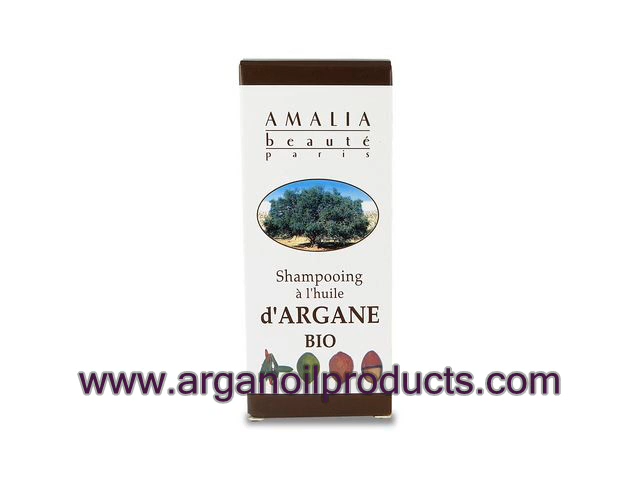 AMALIA
beauté
paris
Shampooing
à l'huile
d'ARGANE
BIO
www.arganoilproducts.com